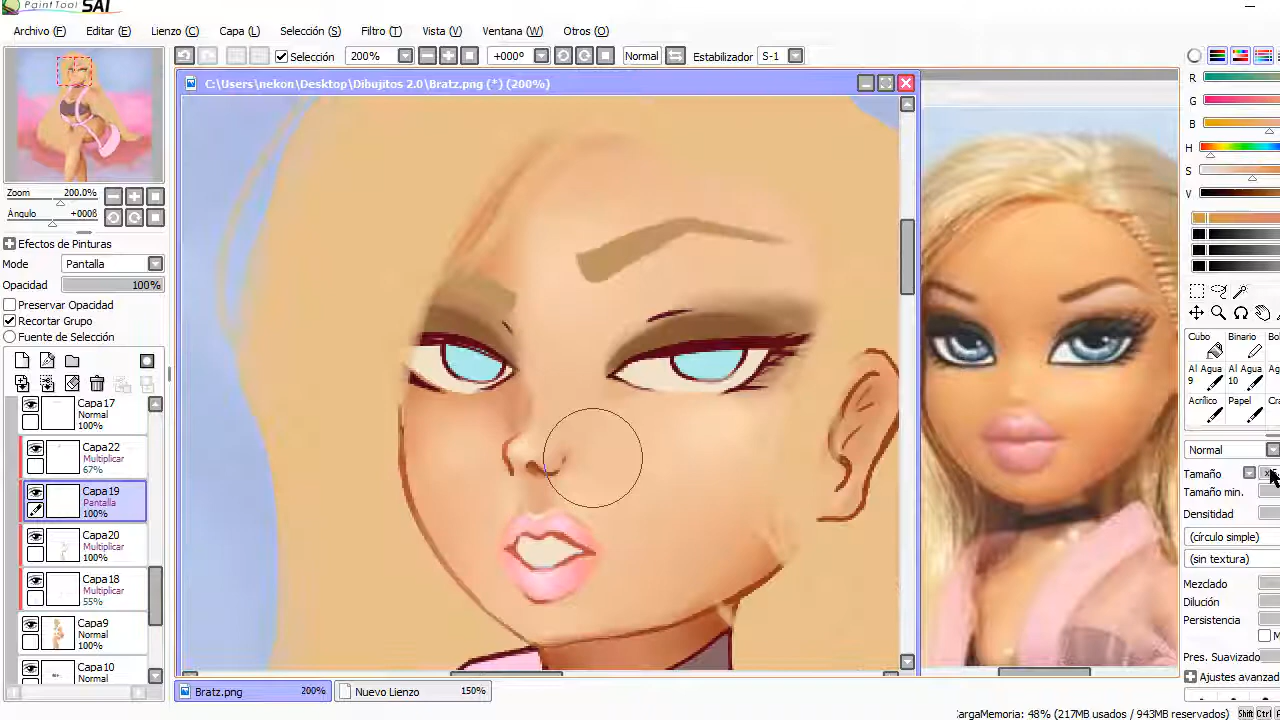 PaintTool SAI
Archivo (F) Editar (E) Lienzo (C) Capa (L) Selección (S) Filtro (T) Vista (V) Ventana (W) Otros (O)
Selección 200% +000º Normal Estabilizador S-1
C:\Users\nekon\Desktop\Dibujitos 2.0\Bratz.png (*) (200%)
Zoom 200.0%
Ángulo +000ß
Efectos de Pinturas
Mode Pantalla
Opacidad 100%
Preservar Opacidad
Recortar Grupo
Fuente de Selección
Capa17
Normal
100%
Capa22
Multiplicar
67%
Capa19
Pantalla
100%
Capa20
Multiplicar
100%
Capa18
Multiplicar
55%
Capa9
Normal
100%
Capa10
Normal
R
G
B
H
S
V
Cubo Binario
Al Agua 9 Al Agua 10
Acrílico Papel
Normal
Tamaño
Tamaño min.
Densitidad
(círculo simple)
(sin textura)
Mezclado
Dilución
Persistencia
Pres. Suavizado
Ajustes avanzad
Bratz.png 200% Nuevo Lienzo 150%
CargaMemoria: 48% (217MB usados / 943MB reservados) Shift Ctrl